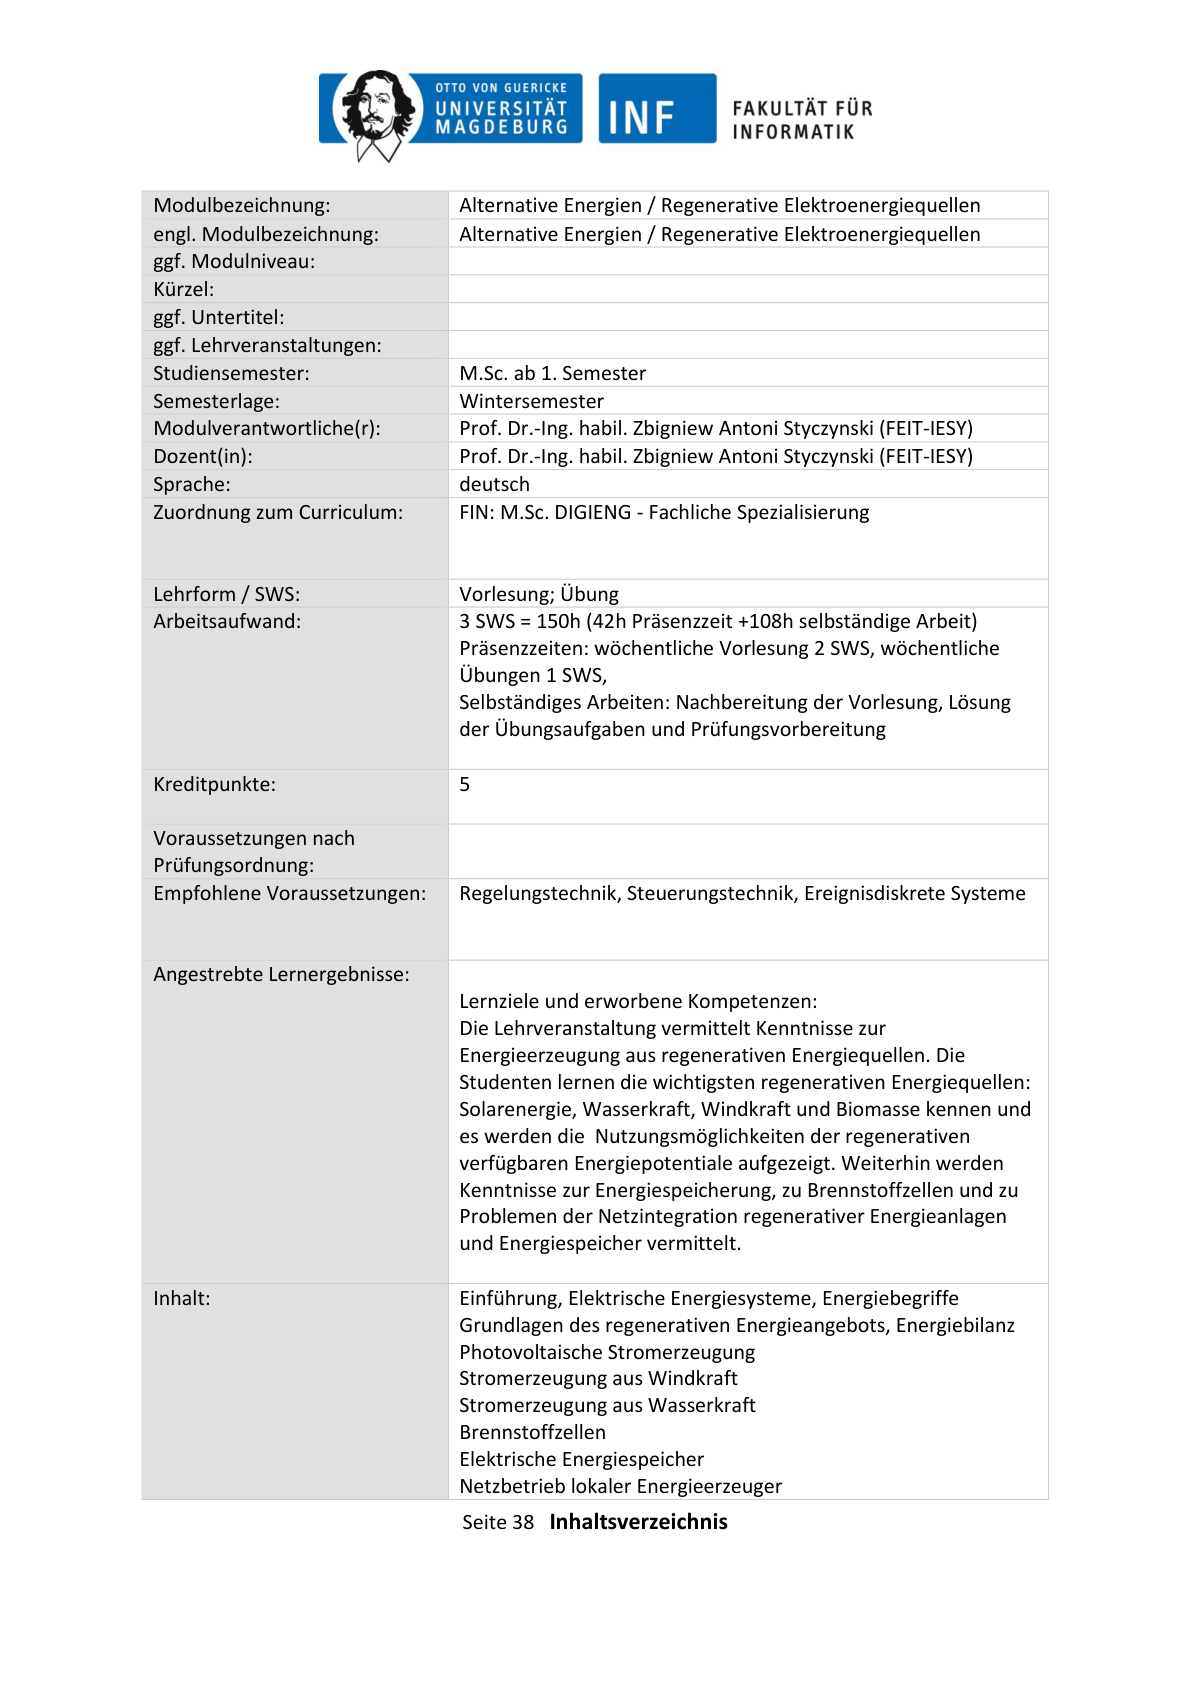 OTTO VON GUERICKE
UNIVERSITÄT
MAGDEBURG
INF
FAKULTÄT FÜR
INFORMATIK
Modulbezeichnung: Alternative Energien / Regenerative Elektroenergiequellen
engl. Modulbezeichnung: Alternative Energien / Regenerative Elektroenergiequellen
ggf. Modulniveau:
Kürzel:
ggf. Untertitel:
ggf. Lehrveranstaltungen:
Studiensemester: M.Sc. ab 1. Semester
Semesterlage: Wintersemester
Modulverantwortliche(r): Prof. Dr.-Ing. habil. Zbigniew Antoni Styczynski (FEIT-IESY)
Dozent(in): Prof. Dr.-Ing. habil. Zbigniew Antoni Styczynski (FEIT-IESY)
Sprache: deutsch
Zuordnung zum Curriculum: FIN: M.Sc. DIGIENG - Fachliche Spezialisierung
Lehrform / SWS: Vorlesung; Übung
Arbeitsaufwand: 3 SWS = 150h (42h Präsenzzeit +108h selbständige Arbeit)
Präsenzzeiten: wöchentliche Vorlesung 2 SWS, wöchentliche
Übungen 1 SWS,
Selbständiges Arbeiten: Nachbereitung der Vorlesung, Lösung
der Übungsaufgaben und Prüfungsvorbereitung
Kreditpunkte: 5
Voraussetzungen nach
Prüfungsordnung:
Empfohlene Voraussetzungen: Regelungstechnik, Steuerungstechnik, Ereignisdiskrete Systeme
Angestrebte Lernergebnisse:
Lernziele und erworbene Kompetenzen:
Die Lehrveranstaltung vermittelt Kenntnisse zur
Energieerzeugung aus regenerativen Energiequellen. Die
Studenten lernen die wichtigsten regenerativen Energiequellen:
Solarenergie, Wasserkraft, Windkraft und Biomasse kennen und
es werden die  Nutzungsmöglichkeiten der regenerativen
verfügbaren Energiepotentiale aufgezeigt. Weiterhin werden
Kenntnisse zur Energiespeicherung, zu Brennstoffzellen und zu
Problemen der Netzintegration regenerativer Energieanlagen
und Energiespeicher vermittelt.
Inhalt: Einführung, Elektrische Energiesysteme, Energiebegriffe
Grundlagen des regenerativen Energieangebots, Energiebilanz
Photovoltaische Stromerzeugung
Stromerzeugung aus Windkraft
Stromerzeugung aus Wasserkraft
Brennstoffzellen
Elektrische Energiespeicher
Netzbetrieb lokaler Energieerzeuger
Seite 38 Inhaltsverzeichnis